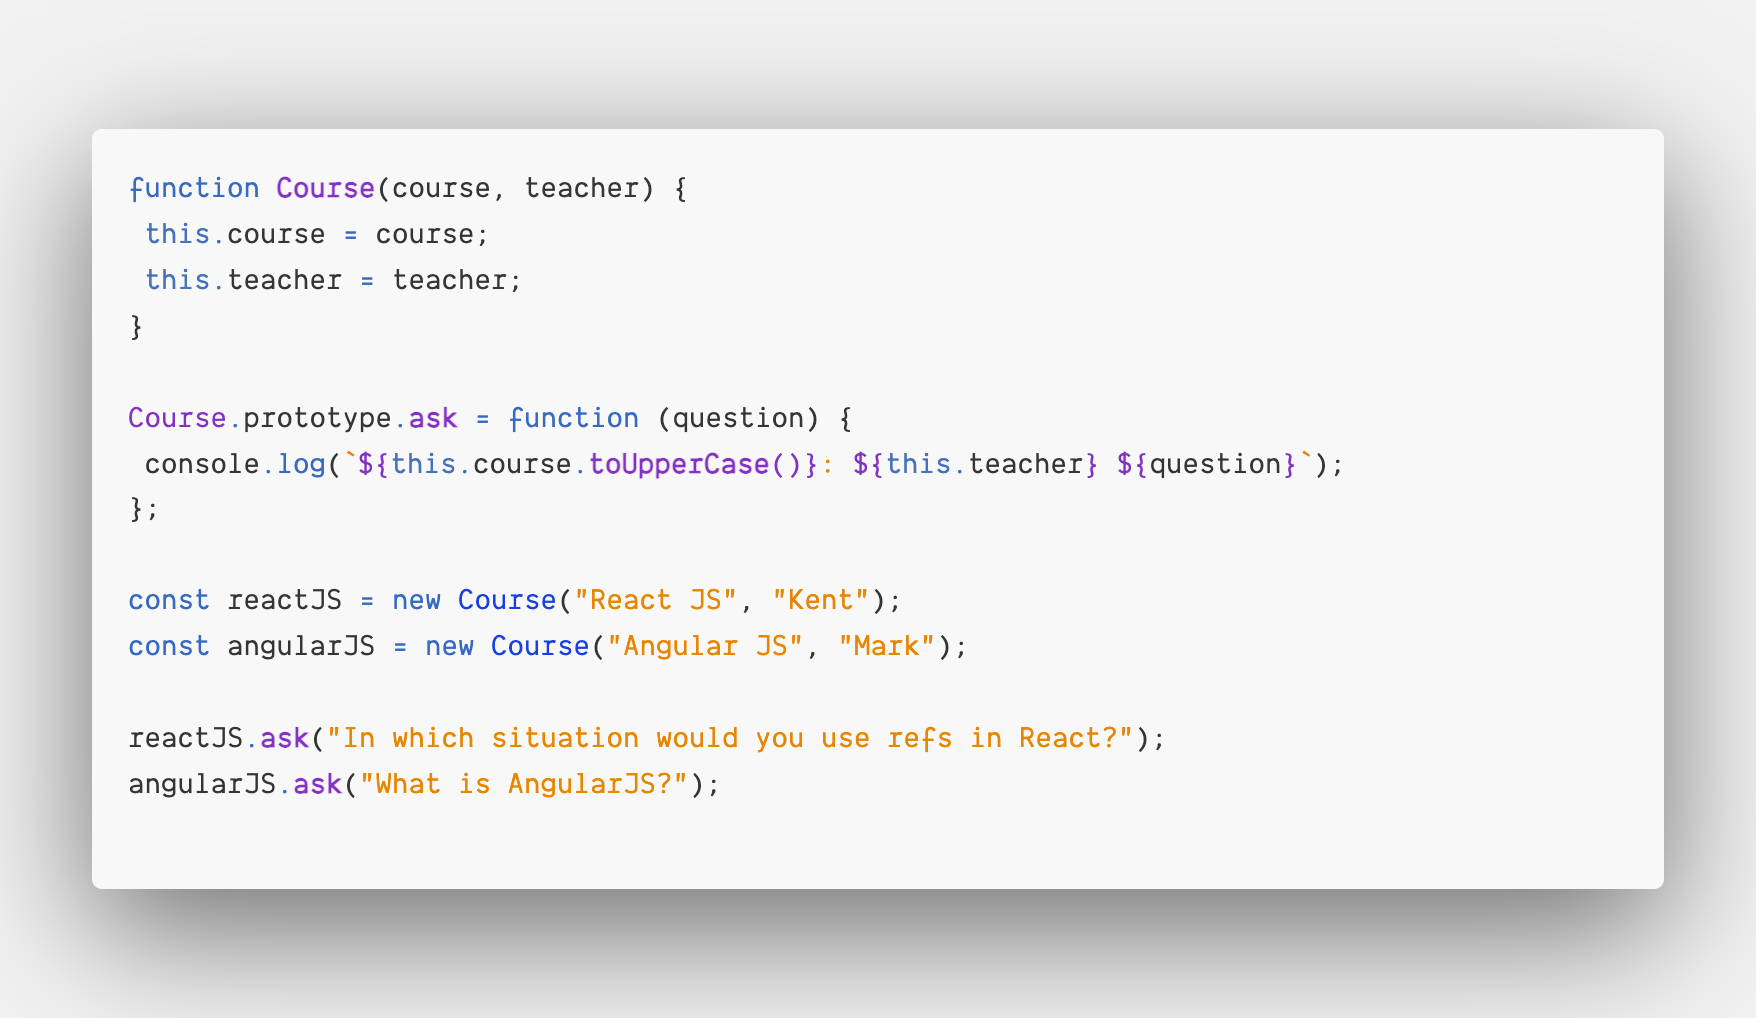 function Course(course, teacher) {
 this.course = course;
 this.teacher = teacher;
}
Course.prototype.ask = function (question) {
 console.log(`${this.course.toUpperCase()}: ${this.teacher} ${question}`);
};
const reactJS = new Course("React JS", "Kent");
const angularJS = new Course("Angular JS", "Mark");
reactJS.ask("In which situation would you use refs in React?");
angularJS.ask("What is AngularJS?");